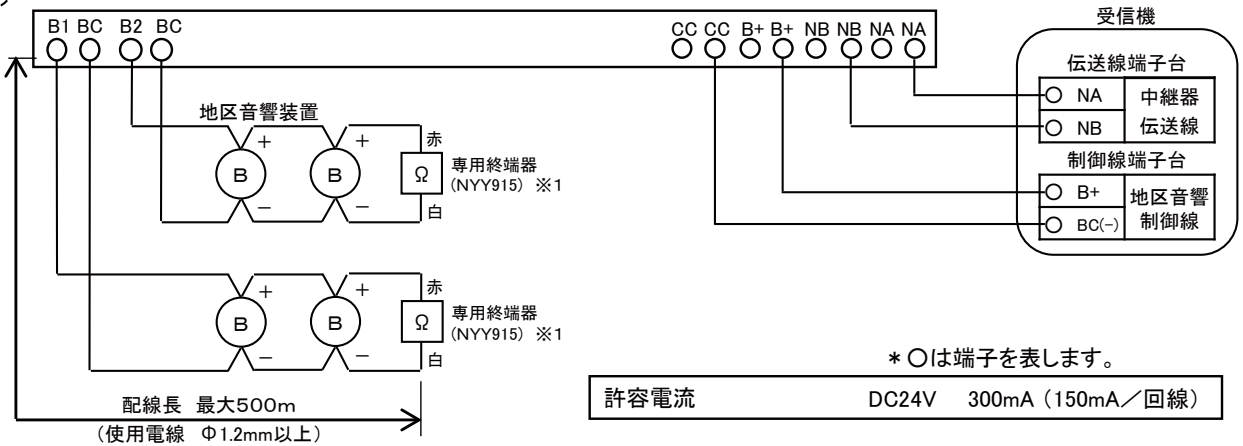 B1 BC B2 BC CC CC B+ B+ NB NB NA NA
受信機
伝送線端子台
NA 中継器
NB 伝送線
制御線端子台
B+ 地区音響
BC(-) 制御線
地区音響装置
+ + 赤
B B Ω 専用終端器
(NYY915) ※1
− − 白
+ + 赤
B B Ω 専用終端器
(NYY915) ※1
− − 白
配線長 最大500m
(使用電線 Φ1.2mm以上)
*○は端子を表します。
許容電流 DC24V 300mA(150mA/回線)